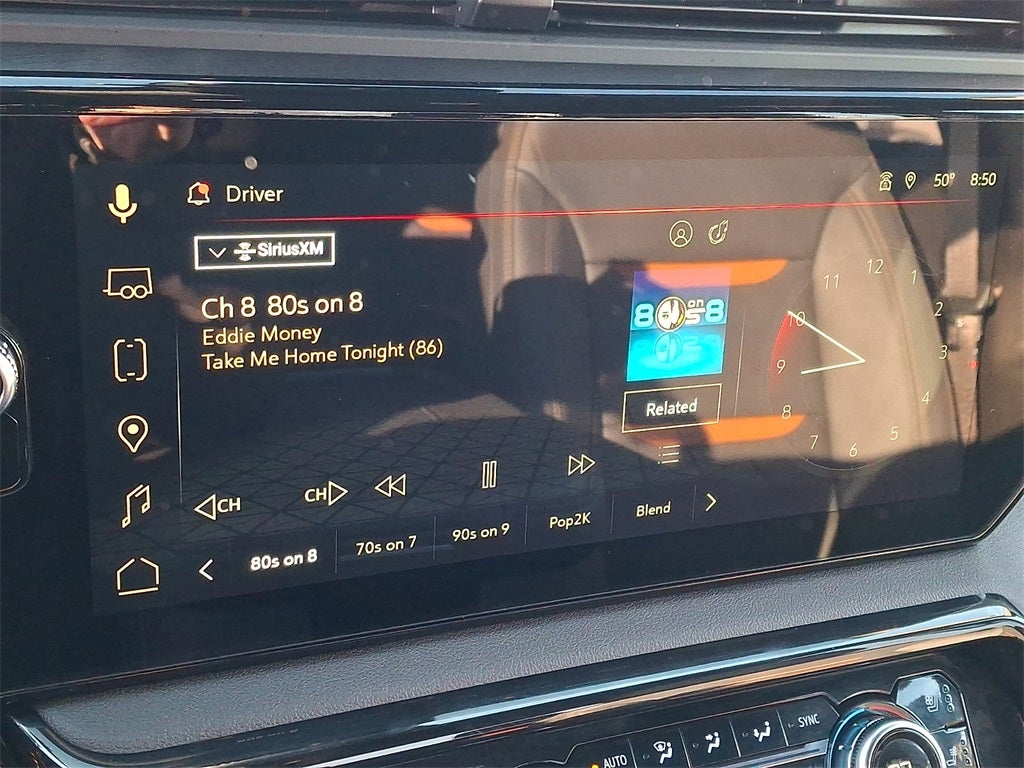 Driver
50° 8:50
SiriusXM
Ch 8 80s on 8
Eddie Money
Take Me Home Tonight (86)
80s on 8
Related
12
1
2
3
4
5
6
7
8
9
10
11
CH
CH
80s on 8
70s on 7
90s on 9
Pop2K
Blend
AUTO
SYNC